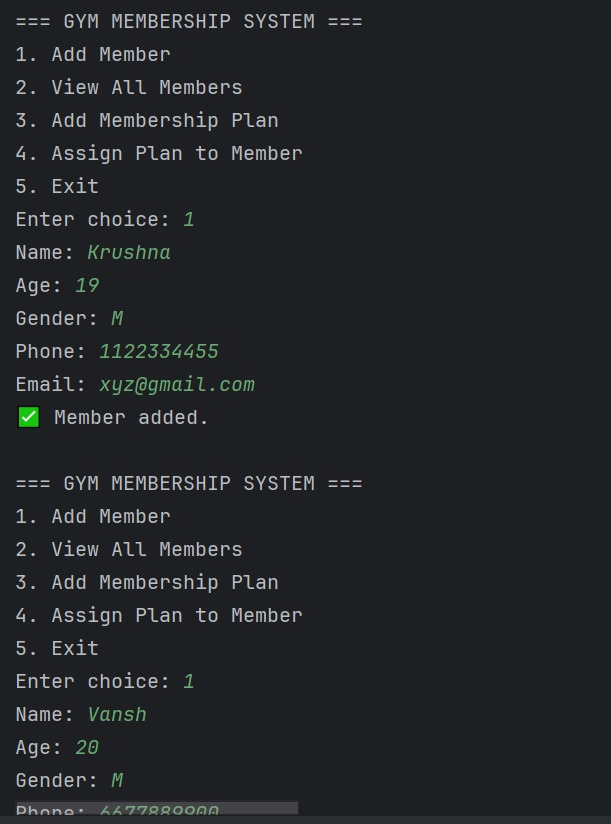 === GYM MEMBERSHIP SYSTEM ===
1. Add Member
2. View All Members
3. Add Membership Plan
4. Assign Plan to Member
5. Exit
Enter choice: 1
Name: Krushna
Age: 19
Gender: M
Phone: 1122334455
Email: xyz@gmail.com
✅ Member added.

=== GYM MEMBERSHIP SYSTEM ===
1. Add Member
2. View All Members
3. Add Membership Plan
4. Assign Plan to Member
5. Exit
Enter choice: 1
Name: Vansh
Age: 20
Gender: M
Phone: 6677889900